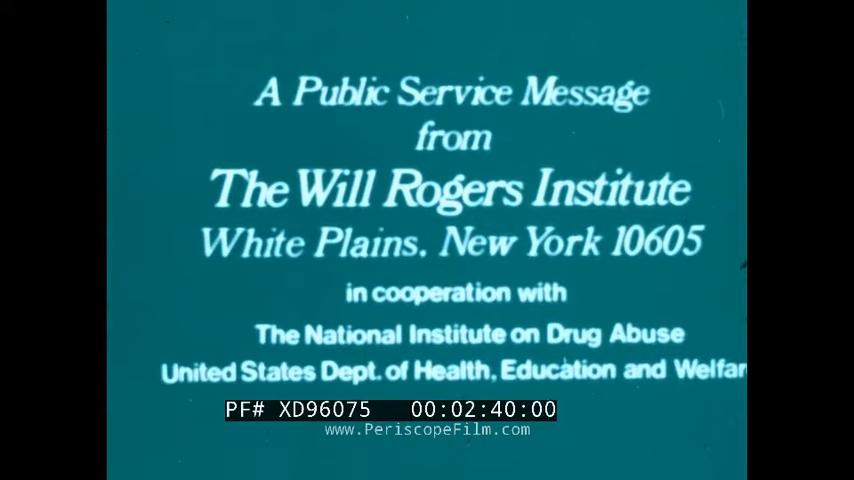 A Public Service Message
from
The Will Rogers Institute
White Plains, New York 10605
in cooperation with
The National Institute on Drug Abuse
United States Dept. of Health, Education and Welfar
PF# XD96075 00:02:40:00
www.PeriscopeFilm.com